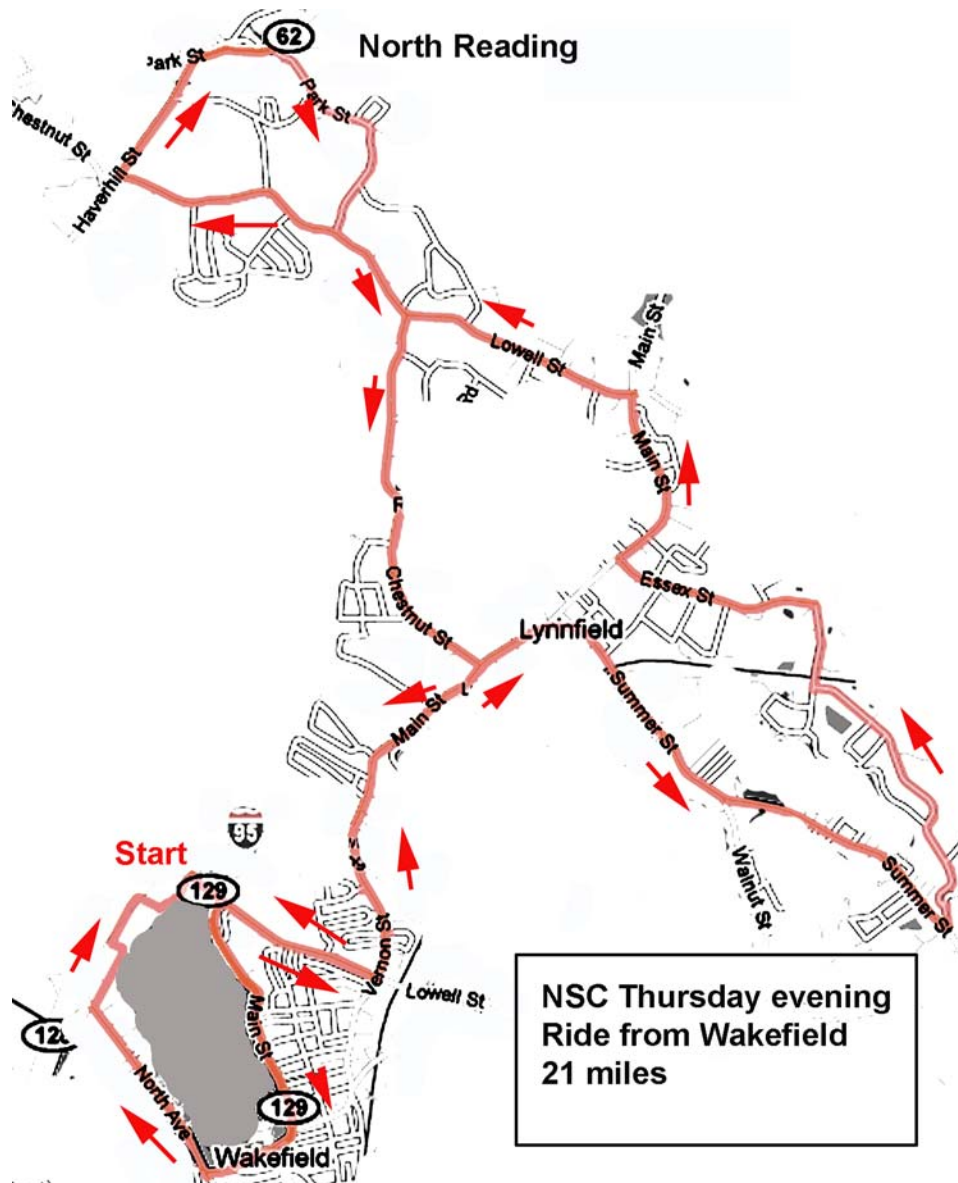 62
North Reading
Park St
Park St
Chestnut St
Haverhill St
Main St
Lowell St
Rd
Main St
Essex St
Chestnut St
Lynnfield
Main St
Summer St
95
Start
129
Walnut St
Summer St
Vernon St
Lowell St
Main St
NSC Thursday evening
Ride from Wakefield
21 miles
North Ave
129
Wakefield